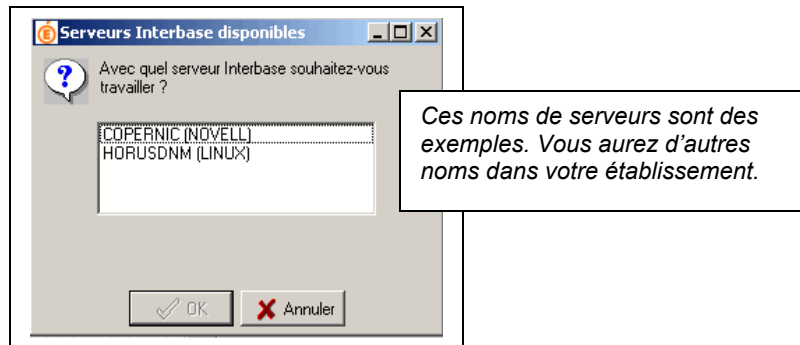 Serveurs Interbase disponibles
Avec quel serveur Interbase souhaitez-vous
travailler ?
COPERNIC (NOVELL)
HORUSDNM (LINUX)
OK
Annuler
Ces noms de serveurs sont des
exemples. Vous aurez d’autres
noms dans votre établissement.